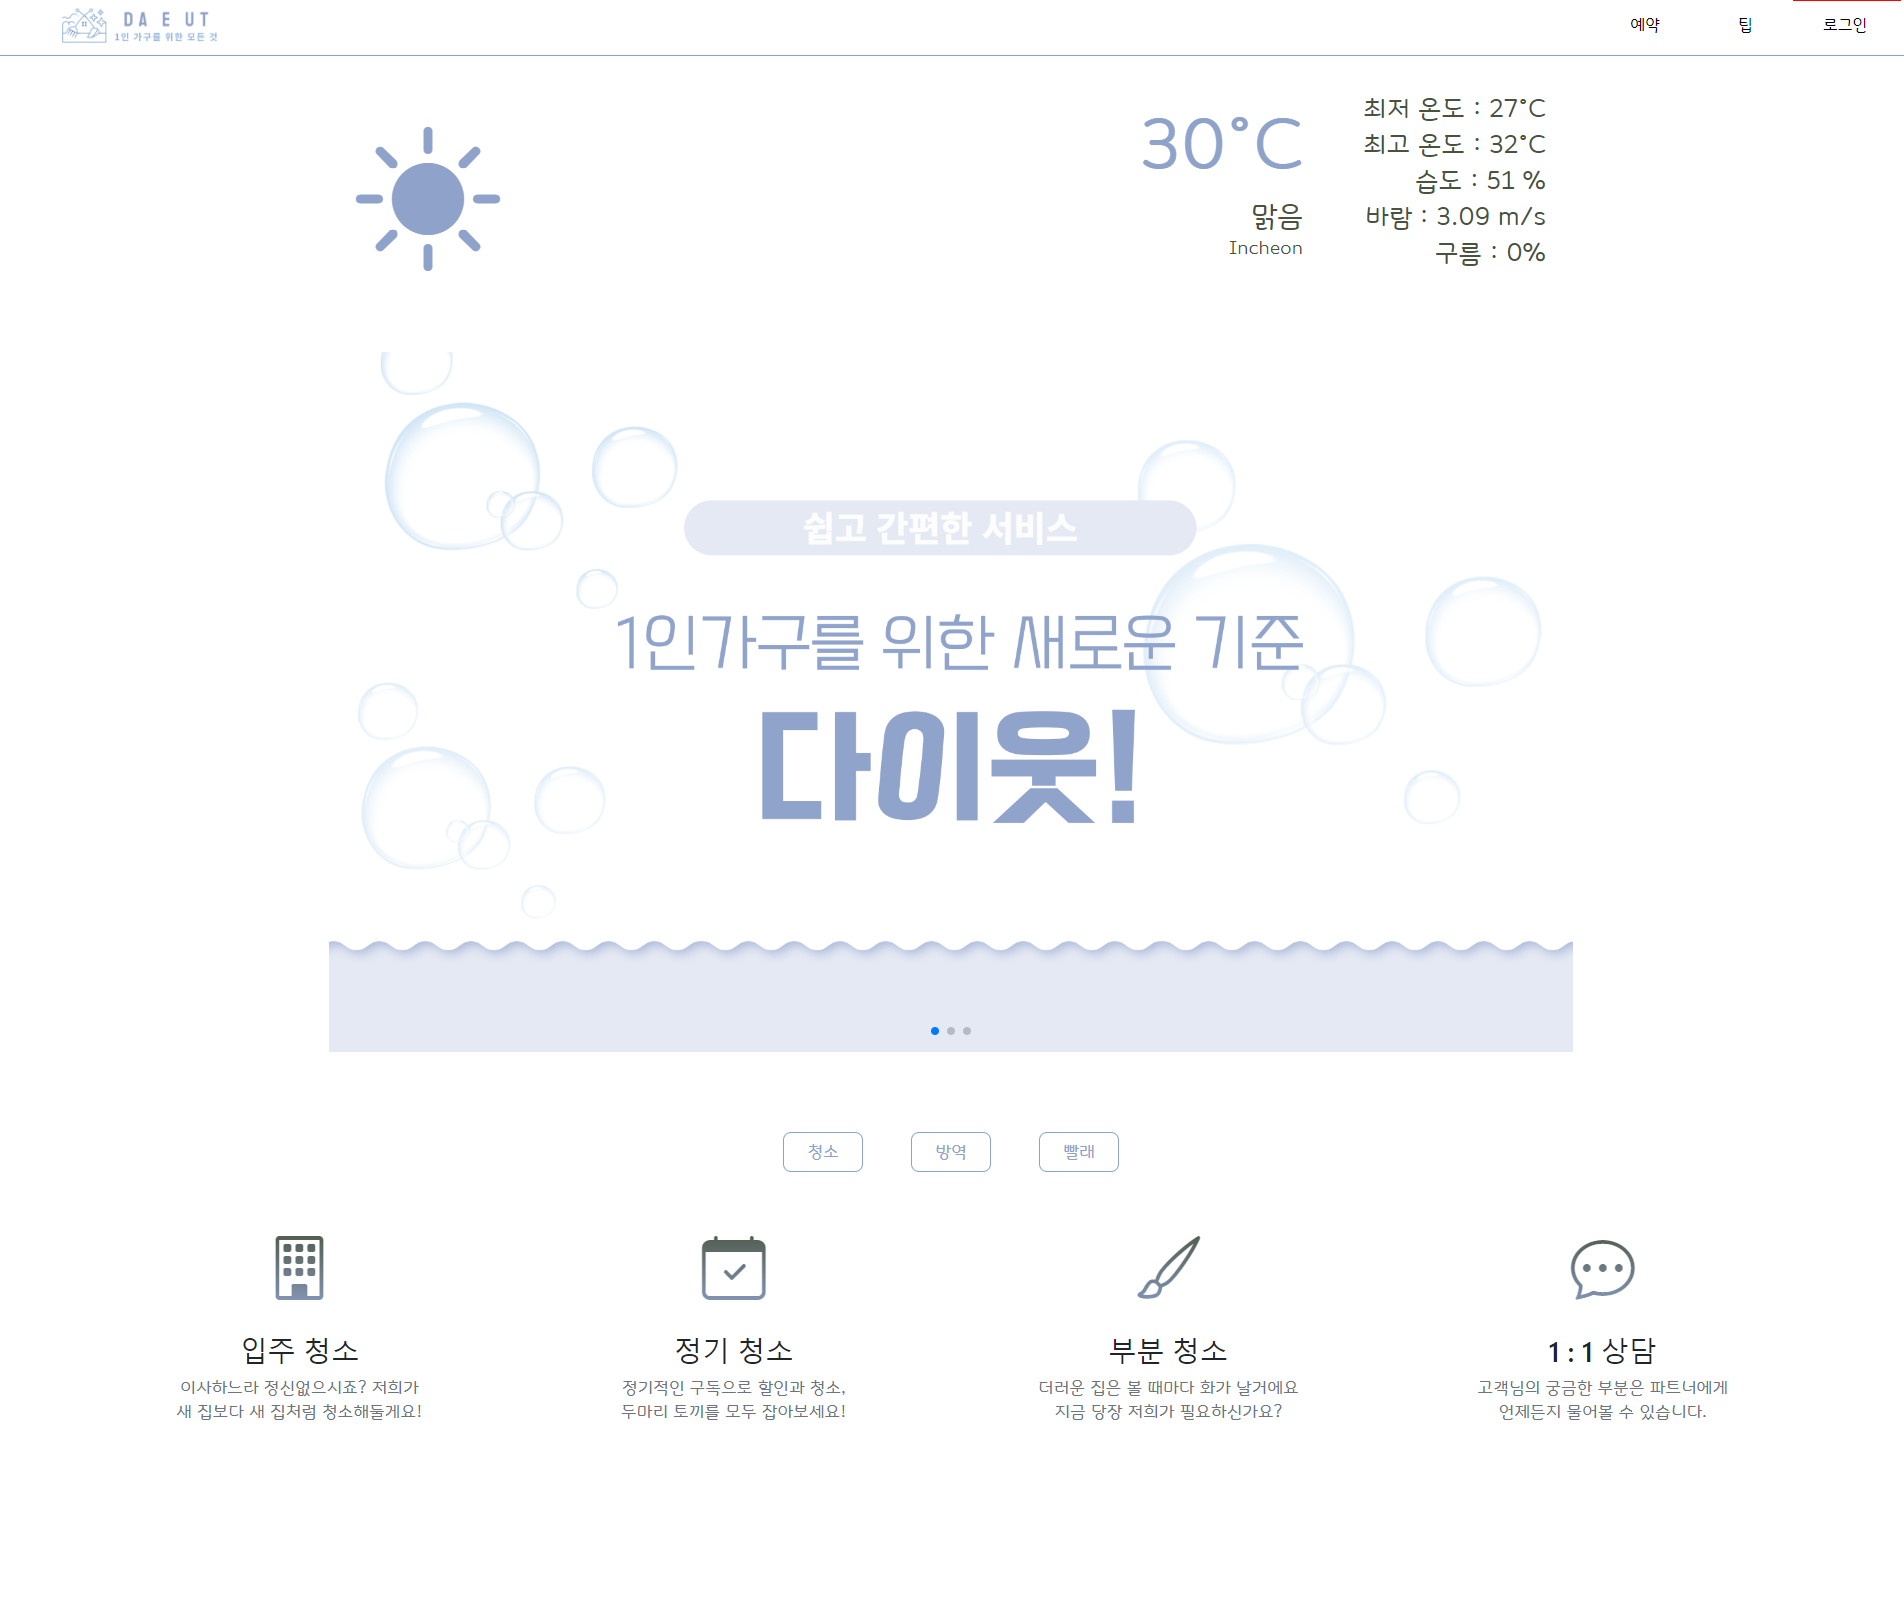 DA E UT
1인 가구를 위한 모든 것
예약
팁
로그인
30°C
맑음
Incheon
최저 온도 : 27°C
최고 온도 : 32°C
습도 : 51 %
바람 : 3.09 m/s
구름 : 0%
쉽고 간편한 서비스
1인가구를 위한 새로운 기준
다이웃!
청소
방역
빨래
입주 청소
이사하느라 정신없으시죠? 저희가
새 집보다 새 집처럼 청소해둘게요!
정기 청소
정기적인 구독으로 할인과 청소,
두마리 토끼를 모두 잡아보세요!
부분 청소
더러운 집은 볼 때마다 화가 날거에요
지금 당장 저희가 필요하신가요?
1 : 1 상담
고객님의 궁금한 부분은 파트너에게
언제든지 물어볼 수 있습니다.